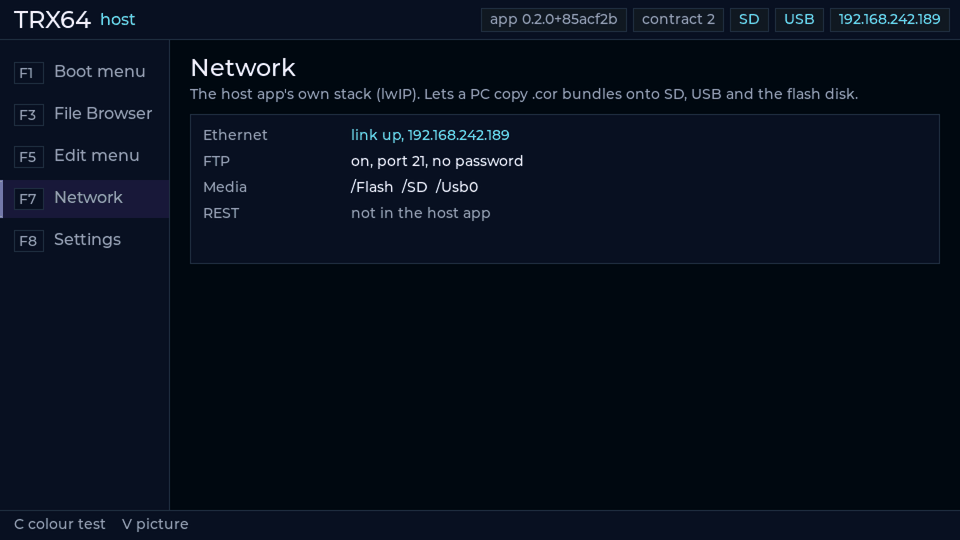 TRX64 host
app 0.2.0+85acf2b contract 2 SD USB 192.168.242.189
F1 Boot menu
F3 File Browser
F5 Edit menu
F7 Network
F8 Settings
Network
The host app's own stack (lwIP). Lets a PC copy .cor bundles onto SD, USB and the flash disk.
Ethernet link up, 192.168.242.189
FTP on, port 21, no password
Media /Flash /SD /Usb0
REST not in the host app
C colour test V picture